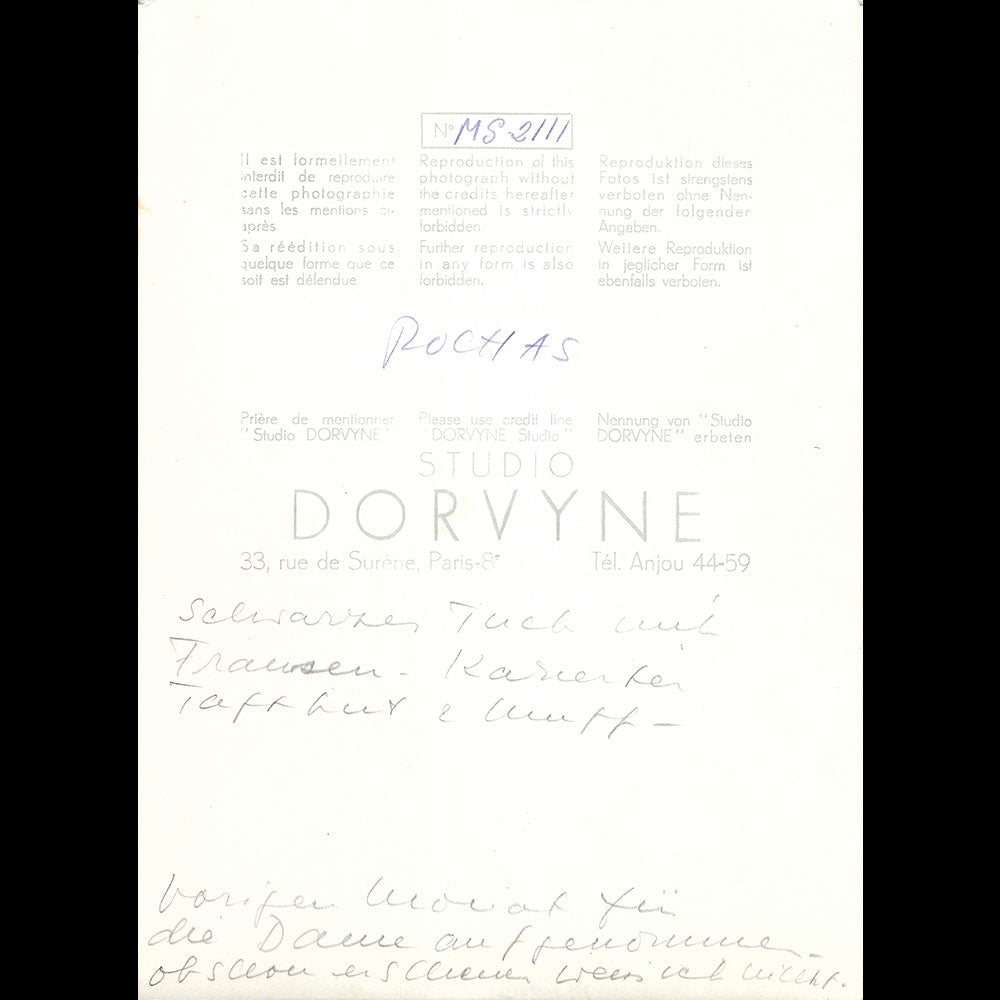 N° MS 2111
Il est formellement
interdit de reproduire
cette photographie
sans les mentions ci-
après.
Sa réédition sous
quelque forme que ce
soit est défendue.
Reproduction of this
photograph without
the credits hereafter
mentioned is strictly
forbidden.
Further reproduction
in any form is also
forbidden.
Reproduktion dieses
Fotos ist strengstens
verboten ohne Nen-
nung der folgender
Angaben.
Weitere Reproduktion
in jeglicher Form ist
ebenfalls verboten.
ROCHAS
Prière de mentionner
"Studio DORVYNE"
Please use credit line
"DORVYNE Studio"
Nennung von "Studio
DORVYNE" erbeten
STUDIO
DORVYNE
33, rue de Surène, Paris-8e
Tél. Anjou 44-59
Schwarzes Tuch mit
Fransen - Karierter
Tafthut & Muff -
Vorigen Monat für
die Dame aufgenommen
ob schon erschienen weis ich nicht.